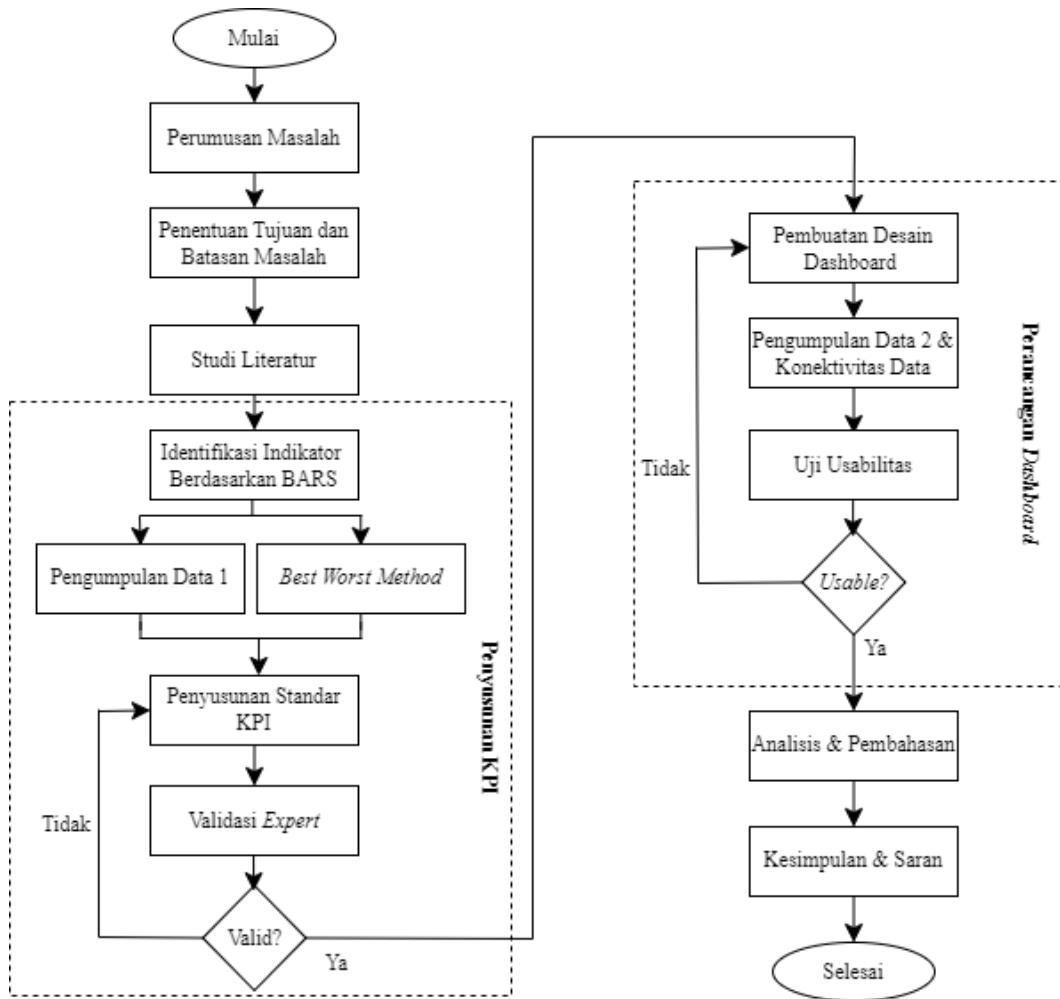 Mulai
Perumusan Masalah
Penentuan Tujuan dan
Batasan Masalah
Studi Literatur
Identifikasi Indikator
Berdasarkan BARS
Pengumpulan Data 1
Best Worst Method
Penyusunan Standar
KPI
Validasi Expert
Tidak
Valid?
Ya
Penyusunan KPI
Pembuatan Desain
Dashboard
Pengumpulan Data 2 &
Konektivitas Data
Uji Usabilitas
Tidak
Usable?
Ya
Perancangan Dashboard
Analisis & Pembahasan
Kesimpulan & Saran
Selesai